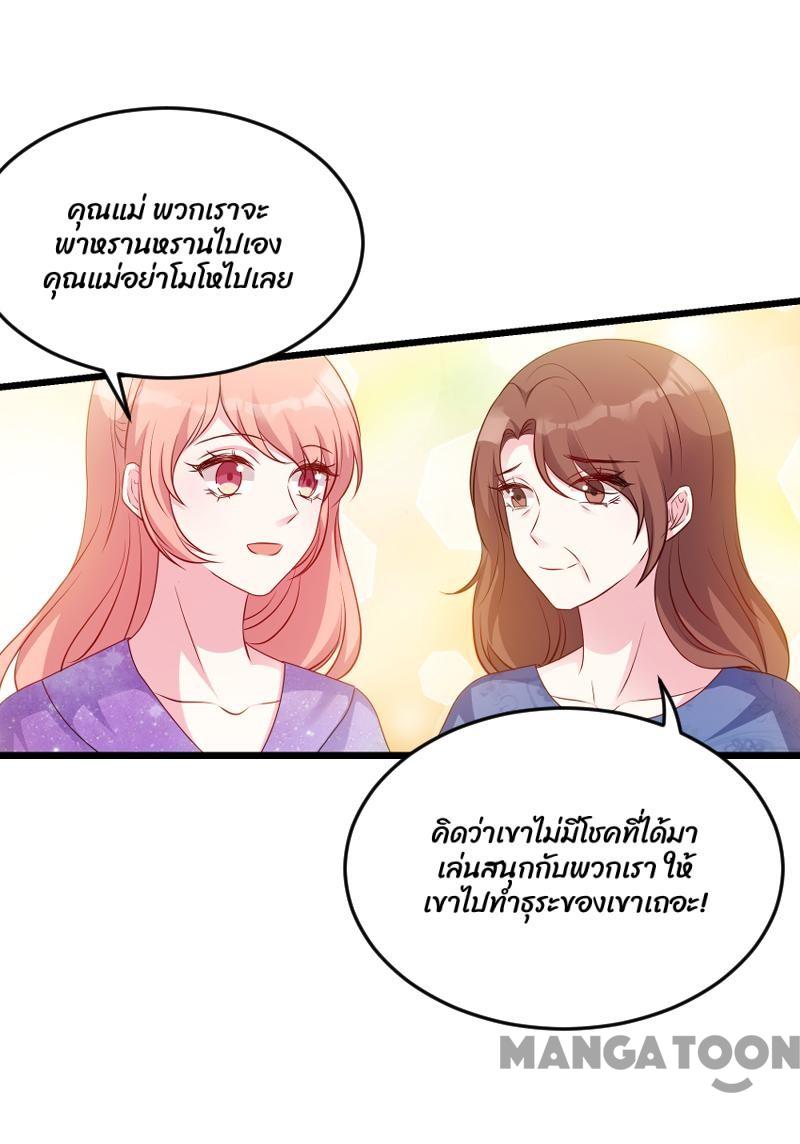 คุณแม่ พวกเราจะ
พาหรานหรานไปเอง
คุณแม่อย่าโมโหไปเลย
คิดว่าเขาไม่มีโชคที่ได้มา
เล่นสนุกกับพวกเรา ให้
เขาไปทำธุระของเขาเถอะ!
MANGATOON